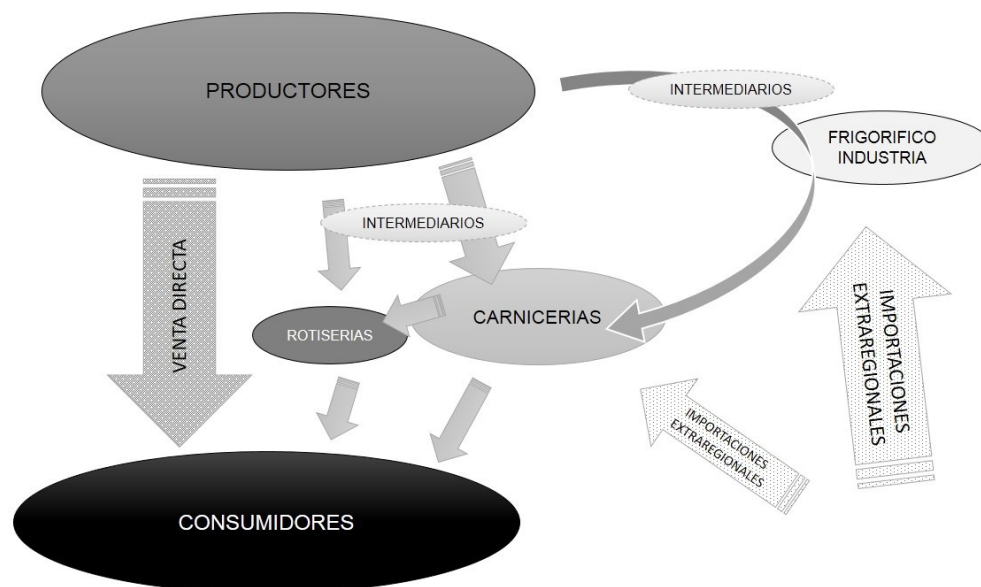 PRODUCTORES
INTERMEDIARIOS
FRIGORIFICO
INDUSTRIA
INTERMEDIARIOS
VENTA DIRECTA
ROTISERIAS
CARNICERIAS
IMPORTACIONES
EXTRAREGIONALES
IMPORTACIONES
EXTRAREGIONALES
CONSUMIDORES